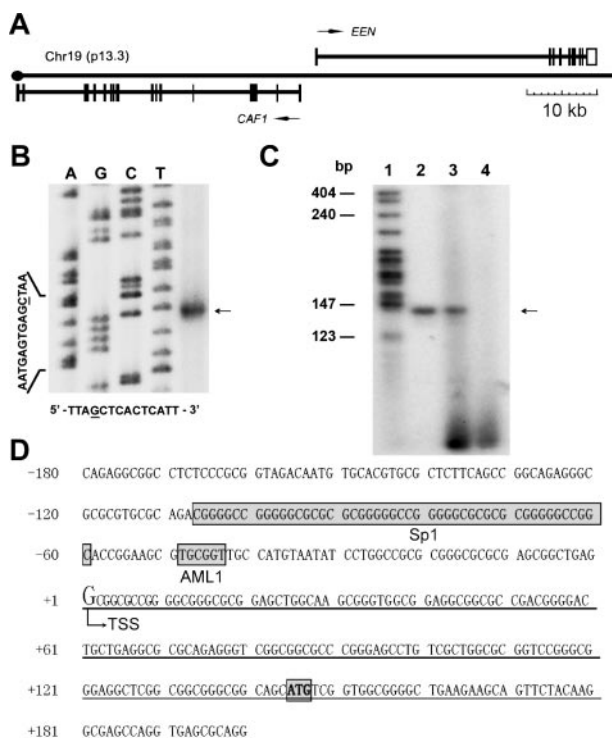 A
Chr19 (p13.3)
EEN
CAF1
10 kb
B
A G C T
AATGAGTGAGCTAA
5' -TTAGCTCACTCATT - 3'
C
bp 1 2 3 4
404
240
147
123
D
-180 CAGAGGCGGC CTCTCCCGCG GGTAGACAATG TGCACGTGCG CTCTTCAGCC GGCAGAGGGC
-120 GCGCGTGCGC AGACGGGGCC GGGGGCGCGC GCGGGGGCCG GGGGCGCGCG CGGGGGCCGG
Sp1
-60 CACCGGAAGC GTGCGGTTGC CATGTAATAT CCTGGCCGCG CGGGCGCGCG AGCGGCTGAG
AML1
+1 GCGGCGCCGG GGCGGGCGCG GAGCTGGCAA GCGGGTGGCG GAGGCGGCGC CGACGGGGAC
TSS
+61 TGCTGAGGCG CGCAGAGGGT CGGCGGCGCC CGGGAGCCTG TCGCTGGCGC GGTCCGGGCG
+121 GGAGGCTCGG CGGCGGGCGG CAGCATGTCG GTGGCGGGGC TGAAGAAGCA GTTCTACAAG
+181 GCGAGCCAGG TGAGCGCAGG